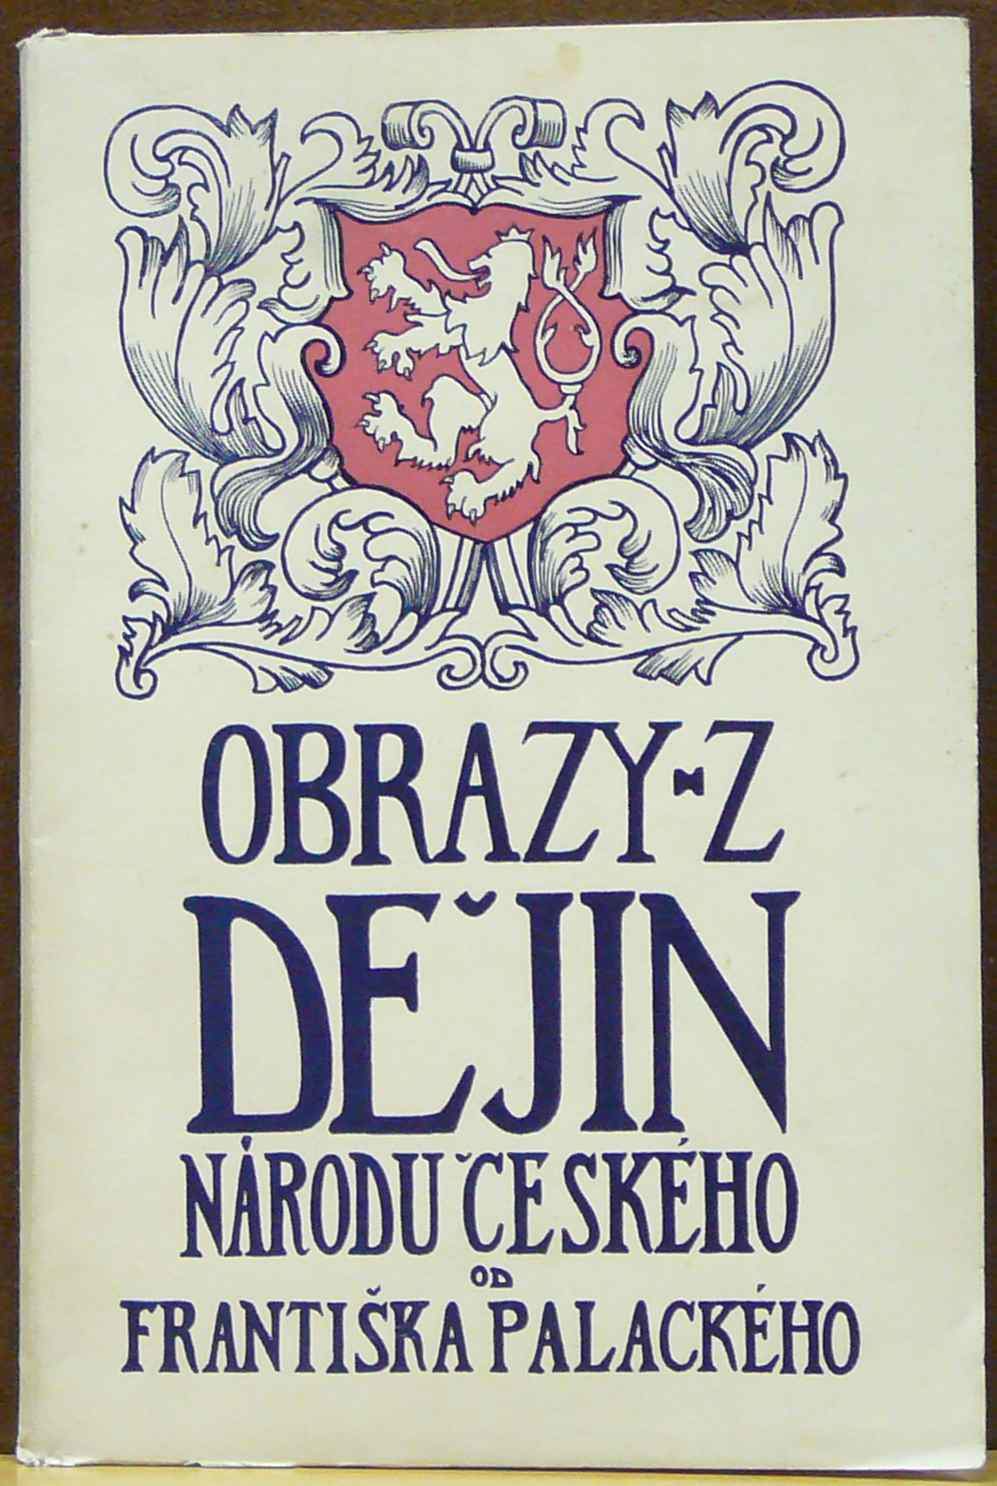 OBRAZY-Z
DĚJIN
NÁRODU ČESKÉHO
OD
FRANTIŠKA PALACKÉHO